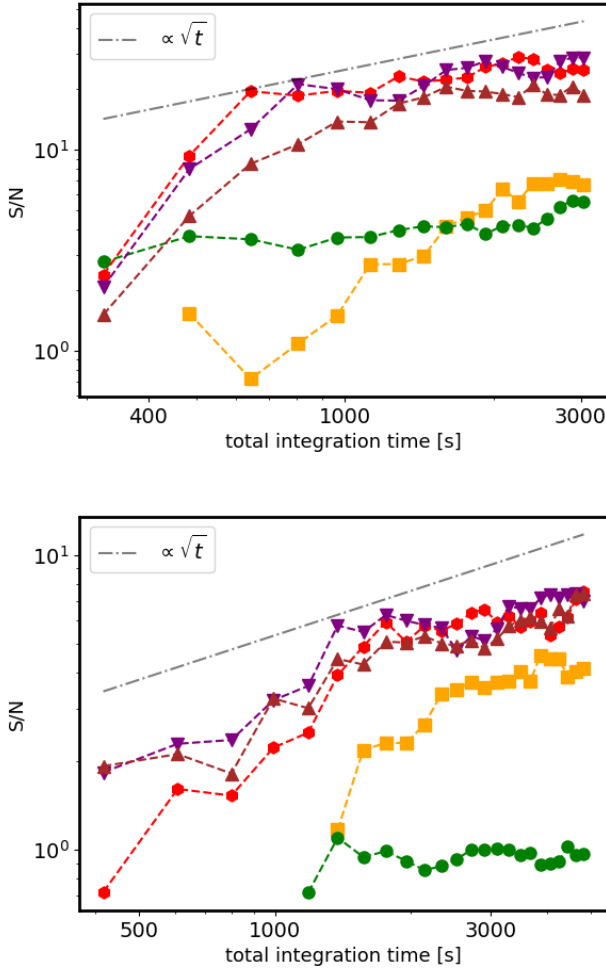 ∝ √t
10¹
S/N
10⁰
400
1000
3000
total integration time [s]
∝ √t
10¹
S/N
10⁰
500
1000
3000
total integration time [s]